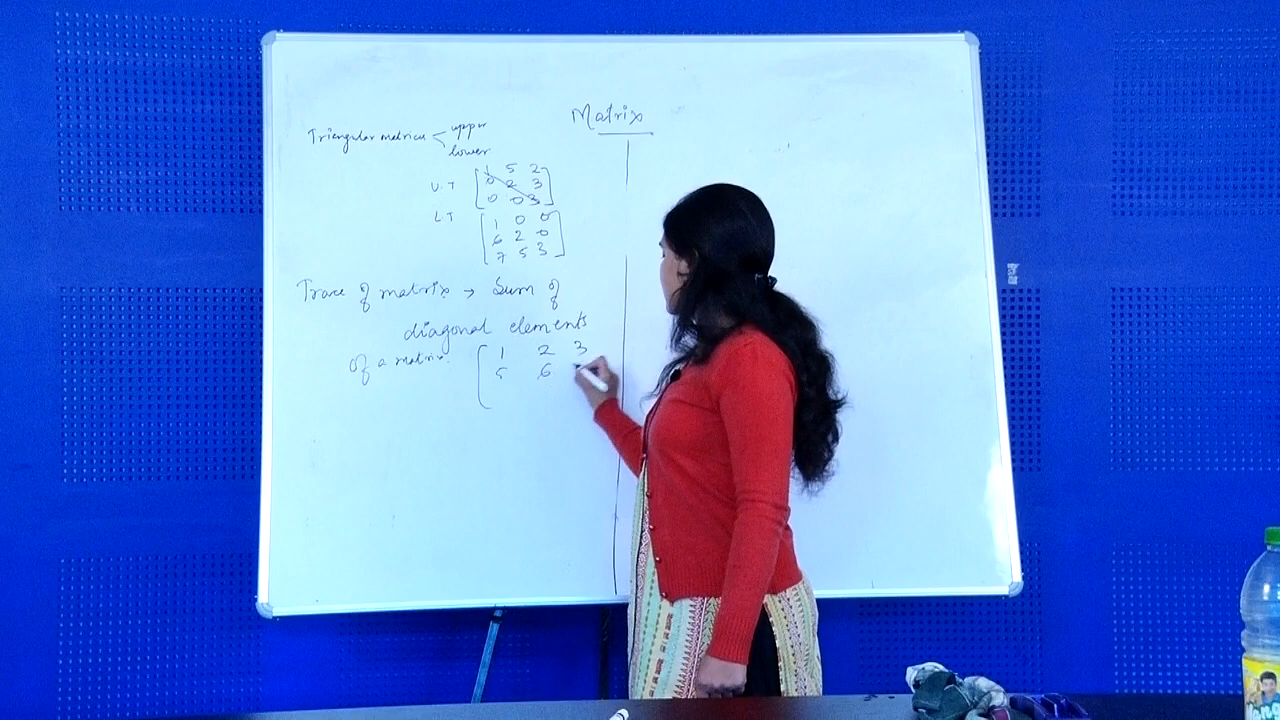 Matrix
Triangular matrices < upper
lower
U.T [ 1 5 2
0 2 3
0 0 3 ]
L T [ 1 0 0
6 2 0
7 5 3 ]
Trace of matrix → Sum of
diagonal elements
of a matrix. [ 1 2 3
5 6